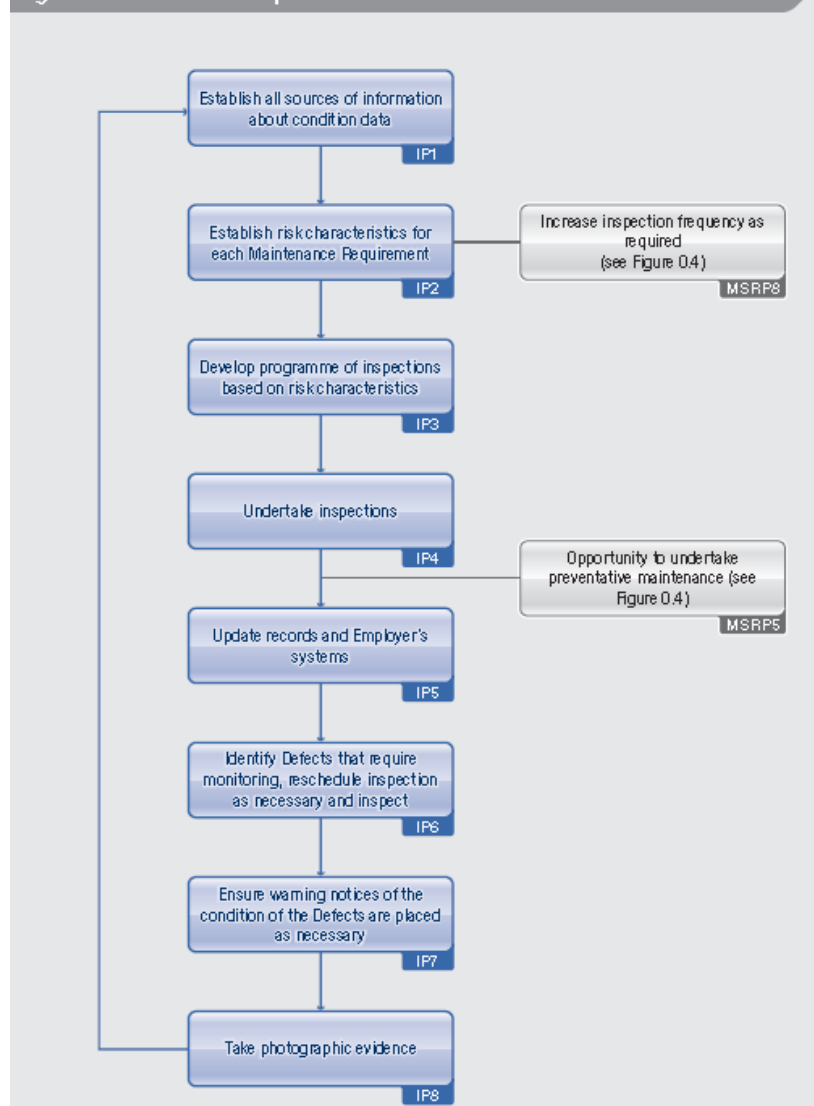 Establish all sources of information
about condition data
IP1
Establish risk characteristics for
each Maintenance Requirement
IP2
Increase inspection frequency as
required
(see Figure 0.4)
MSRP8
Develop programme of inspections
based on risk characteristics
IP3
Undertake inspections
IP4
Opportunity to undertake
preventative maintenance (see
Figure 0.4)
MSRP5
Update records and Employer's
systems
IP5
Identify Defects that require
monitoring, reschedule inspection
as necessary and inspect
IP6
Ensure warning notices of the
condition of the Defects are placed
as necessary
IP7
Take photographic evidence
IP8